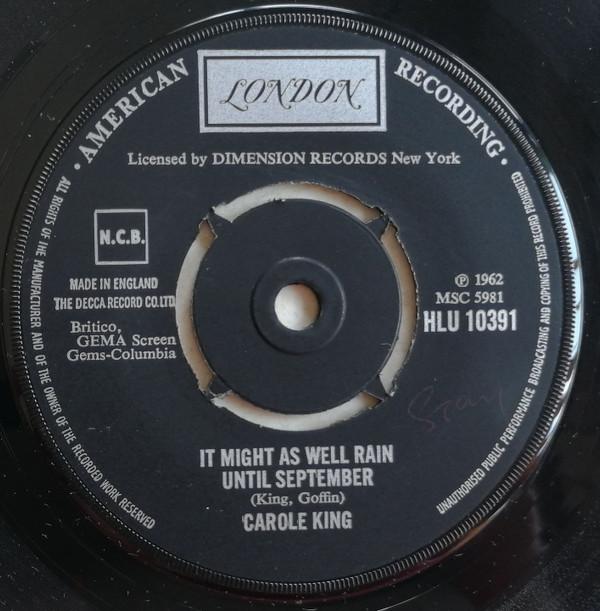 · AMERICAN RECORDING ·
LONDON
Licensed by DIMENSION RECORDS New York
N.C.B.
MADE IN ENGLAND
THE DECCA RECORD CO. LTD
Britico,
GEMA Screen
Gems-Columbia
℗ 1962
MSC 5981
HLU 10391
IT MIGHT AS WELL RAIN
UNTIL SEPTEMBER
(King, Goffin)
CAROLE KING
ALL RIGHTS OF THE MANUFACTURER AND OF THE OWNER OF THE RECORDED WORK RESERVED
UNAUTHORISED PUBLIC PERFORMANCE BROADCASTING AND COPYING OF THIS RECORD PROHIBITED